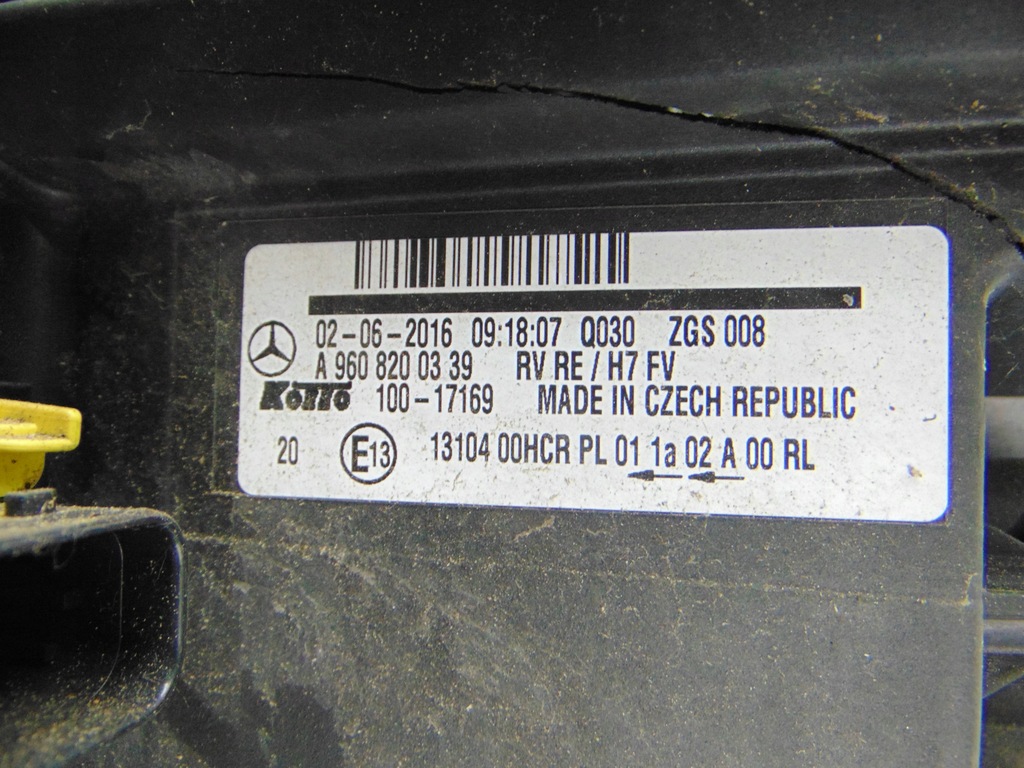 02-06-2016 09:18:07 Q030 ZGS 008
A 960 820 03 39 RV RE / H7 FV
100-17169 MADE IN CZECH REPUBLIC
20 E13 13104 00HCR PL 01 1a 02 A 00 RL